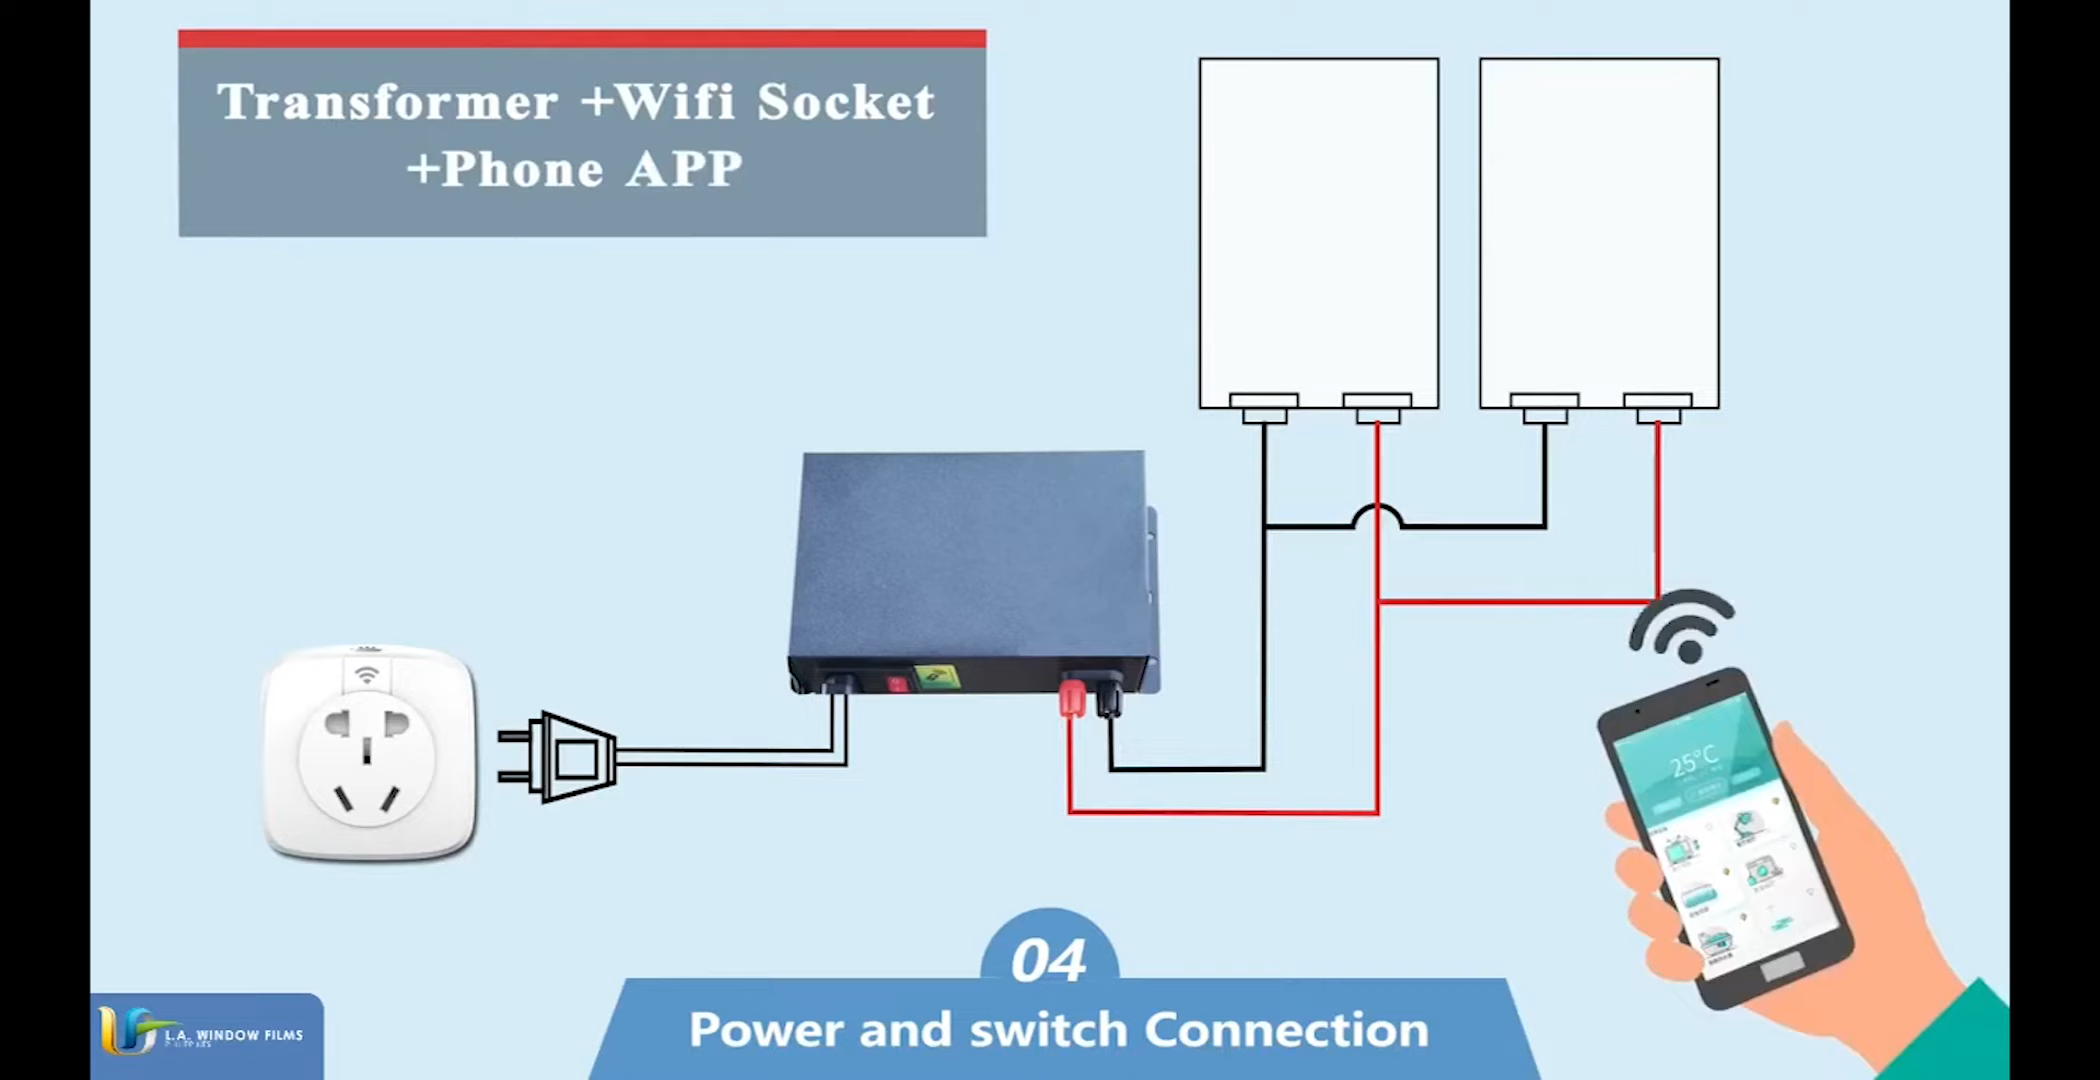 Transformer +Wifi Socket
+Phone APP
25°C
04
Power and switch Connection
L.A. WINDOW FILMS